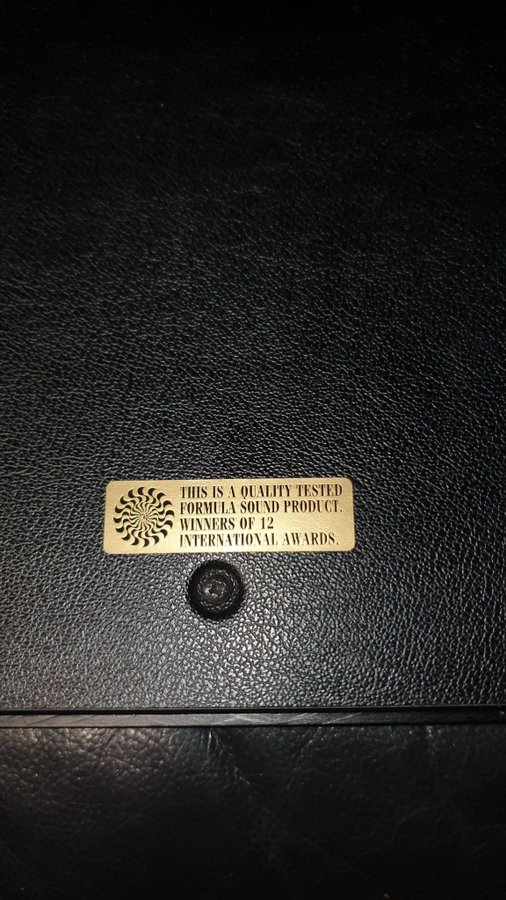 THIS IS A QUALITY TESTED
FORMULA SOUND PRODUCT.
WINNERS OF 12
INTERNATIONAL AWARDS.